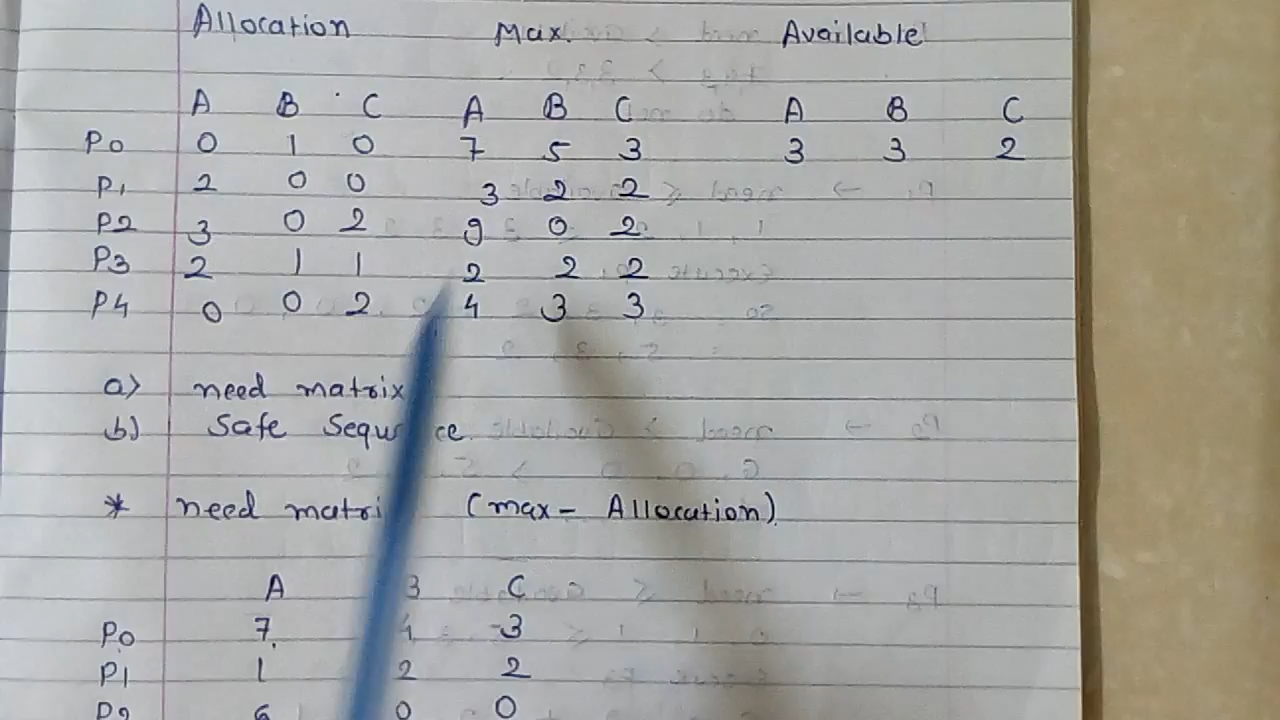 Allocation Max. Available
A B C A B C A B C
P0 0 1 0 7 5 3 3 3 2
P1 2 0 0 3 2 2
P2 3 0 2 9 0 2
P3 2 1 1 2 2 2
P4 0 0 2 4 3 3
a) need matrix
b) Safe
* need (max - Allocation)
A C
P0 7 3
P1 1 2 2
P2 6 0 0